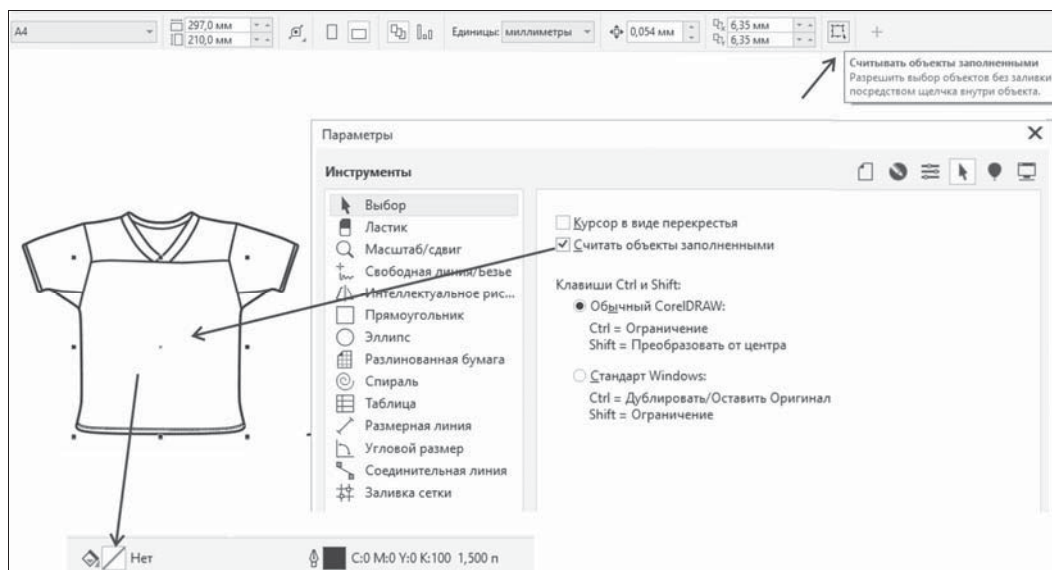 A4
297,0 мм
210,0 мм
Единицы: миллиметры
0,054 мм
6,35 мм
6,35 мм
Считывать объекты заполненными
Разрешить выбор объектов без заливки
посредством щелчка внутри объекта.
Параметры
Инструменты
Выбор
Ластик
Масштаб/сдвиг
Свободная линия/Безье
Интеллектуальное рис...
Прямоугольник
Эллипс
Разлинованная бумага
Спираль
Таблица
Размерная линия
Угловой размер
Соединительная линия
Заливка сетки
Курсор в виде перекрестья
Считать объекты заполненными
Клавиши Ctrl и Shift:
Обычный CorelDRAW:
Ctrl = Ограничение
Shift = Преобразовать от центра
Стандарт Windows:
Ctrl = Дублировать/Оставить Оригинал
Shift = Ограничение
Нет
C:0 M:0 Y:0 K:100 1,500 п